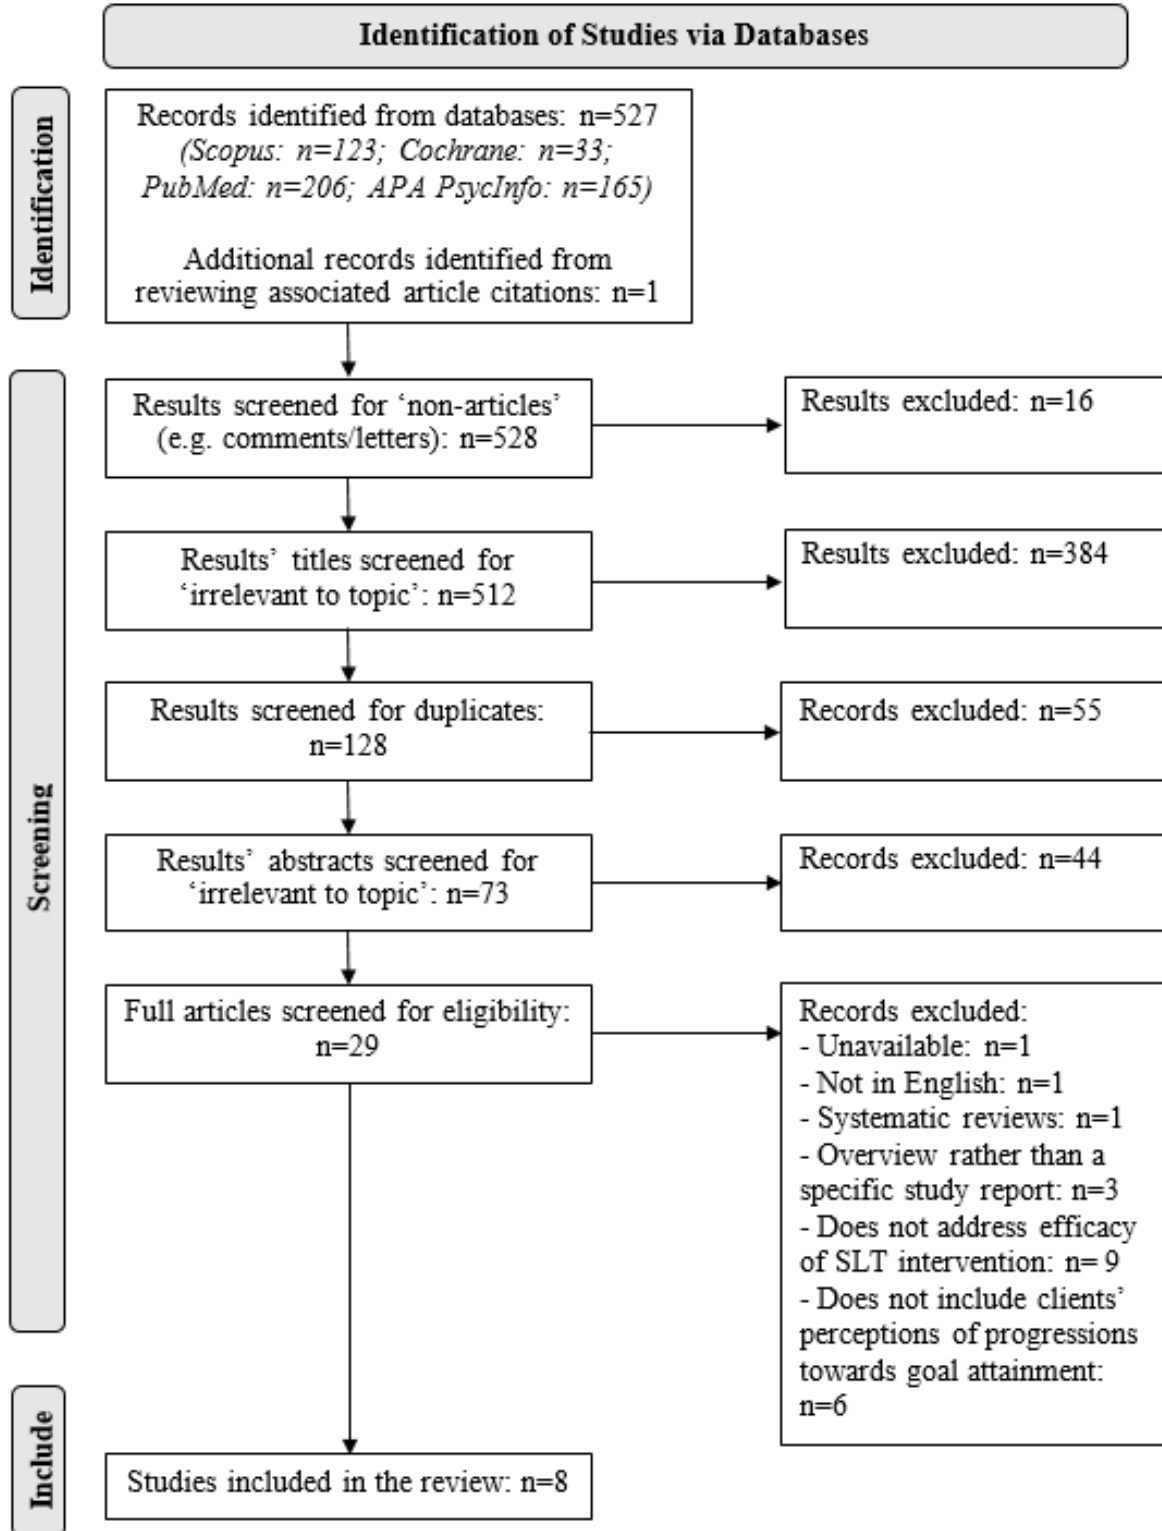 Identification of Studies via Databases
Identification
Records identified from databases: n=527
(Scopus: n=123; Cochrane: n=33;
PubMed: n=206; APA PsycInfo: n=165)
Additional records identified from
reviewing associated article citations: n=1
Screening
Results screened for ‘non-articles’
(e.g. comments/letters): n=528
Results excluded: n=16
Results’ titles screened for
‘irrelevant to topic’: n=512
Results excluded: n=384
Results screened for duplicates:
n=128
Records excluded: n=55
Results’ abstracts screened for
‘irrelevant to topic’: n=73
Records excluded: n=44
Full articles screened for eligibility:
n=29
Records excluded:
- Unavailable: n=1
- Not in English: n=1
- Systematic reviews: n=1
- Overview rather than a
specific study report: n=3
- Does not address efficacy
of SLT intervention: n= 9
- Does not include clients’
perceptions of progressions
towards goal attainment:
n=6
Include
Studies included in the review: n=8